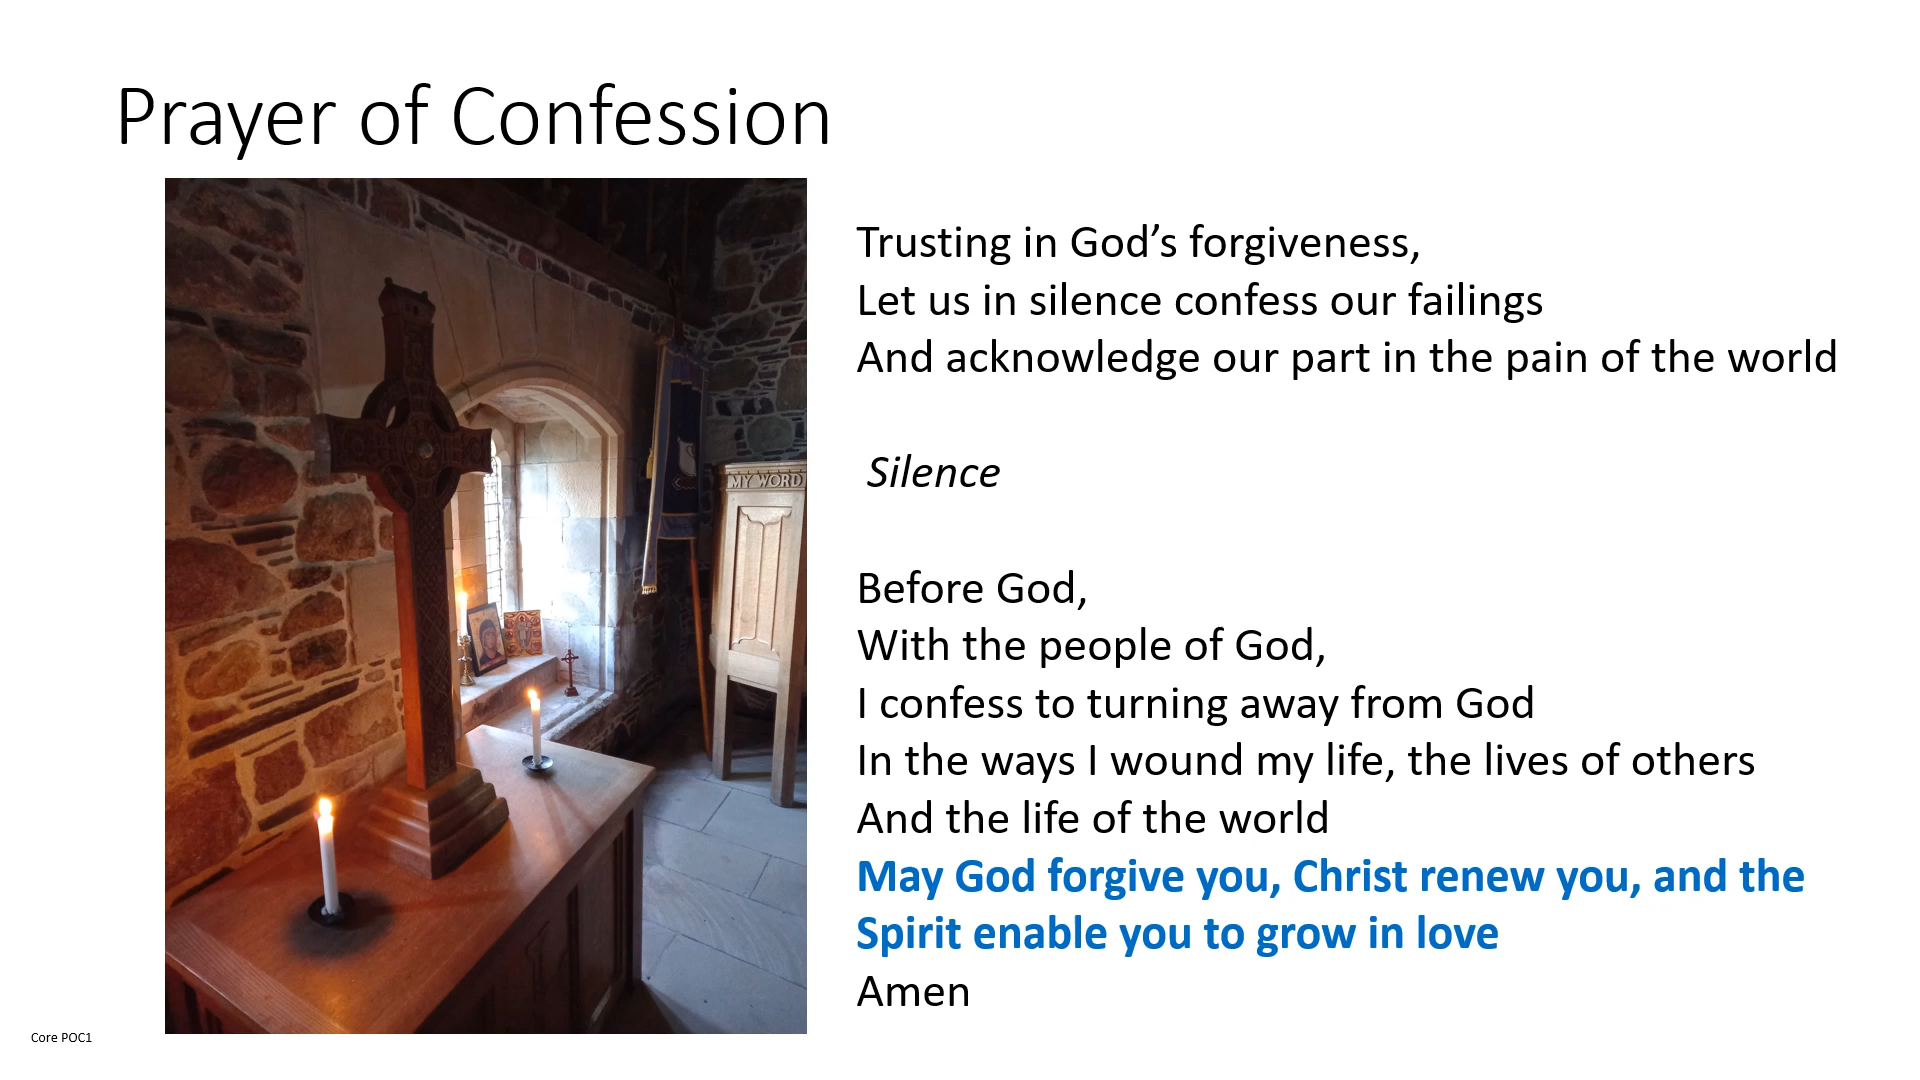 Prayer of Confession
MY WORD
Trusting in God’s forgiveness,
Let us in silence confess our failings
And acknowledge our part in the pain of the world
Silence
Before God,
With the people of God,
I confess to turning away from God
In the ways I wound my life, the lives of others
And the life of the world
May God forgive you, Christ renew you, and the
Spirit enable you to grow in love
Amen
Core POC1